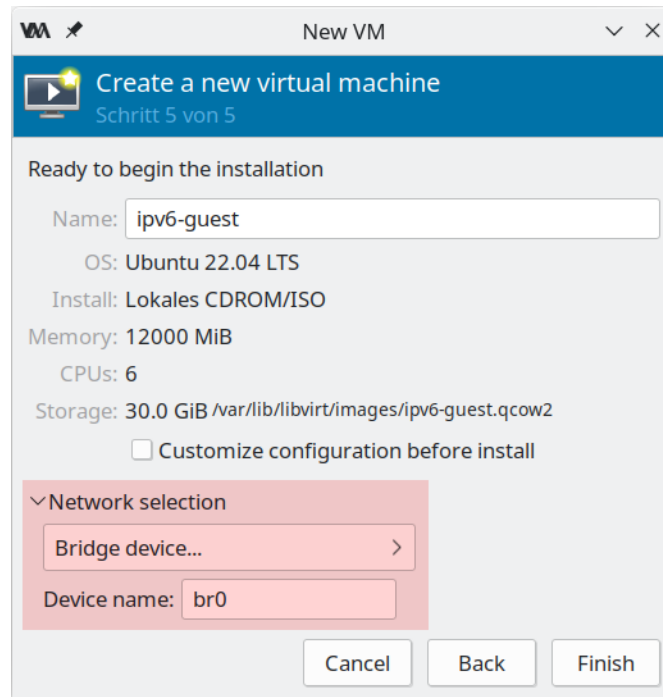 New VM
Create a new virtual machine
Schritt 5 von 5
Ready to begin the installation
Name: ipv6-guest
OS: Ubuntu 22.04 LTS
Install: Lokales CDROM/ISO
Memory: 12000 MiB
CPUs: 6
Storage: 30.0 GiB /var/lib/libvirt/images/ipv6-guest.qcow2
Customize configuration before install
Network selection
Bridge device...
Device name: br0
Cancel Back Finish